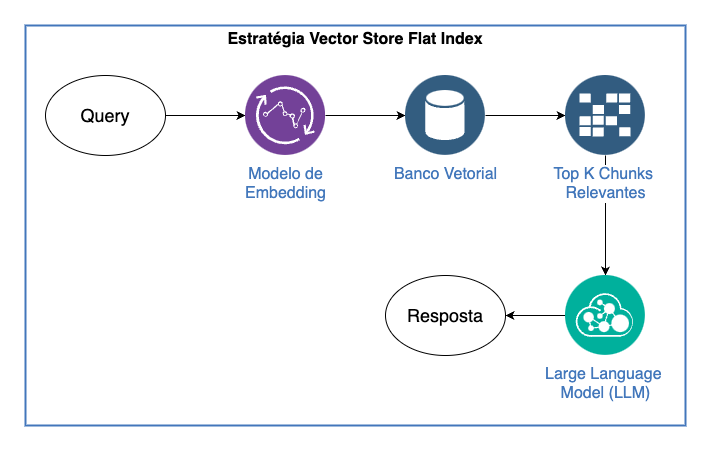 Estratégia Vector Store Flat Index
Query
Modelo de
Embedding
Banco Vetorial
Top K Chunks
Relevantes
Resposta
Large Language
Model (LLM)